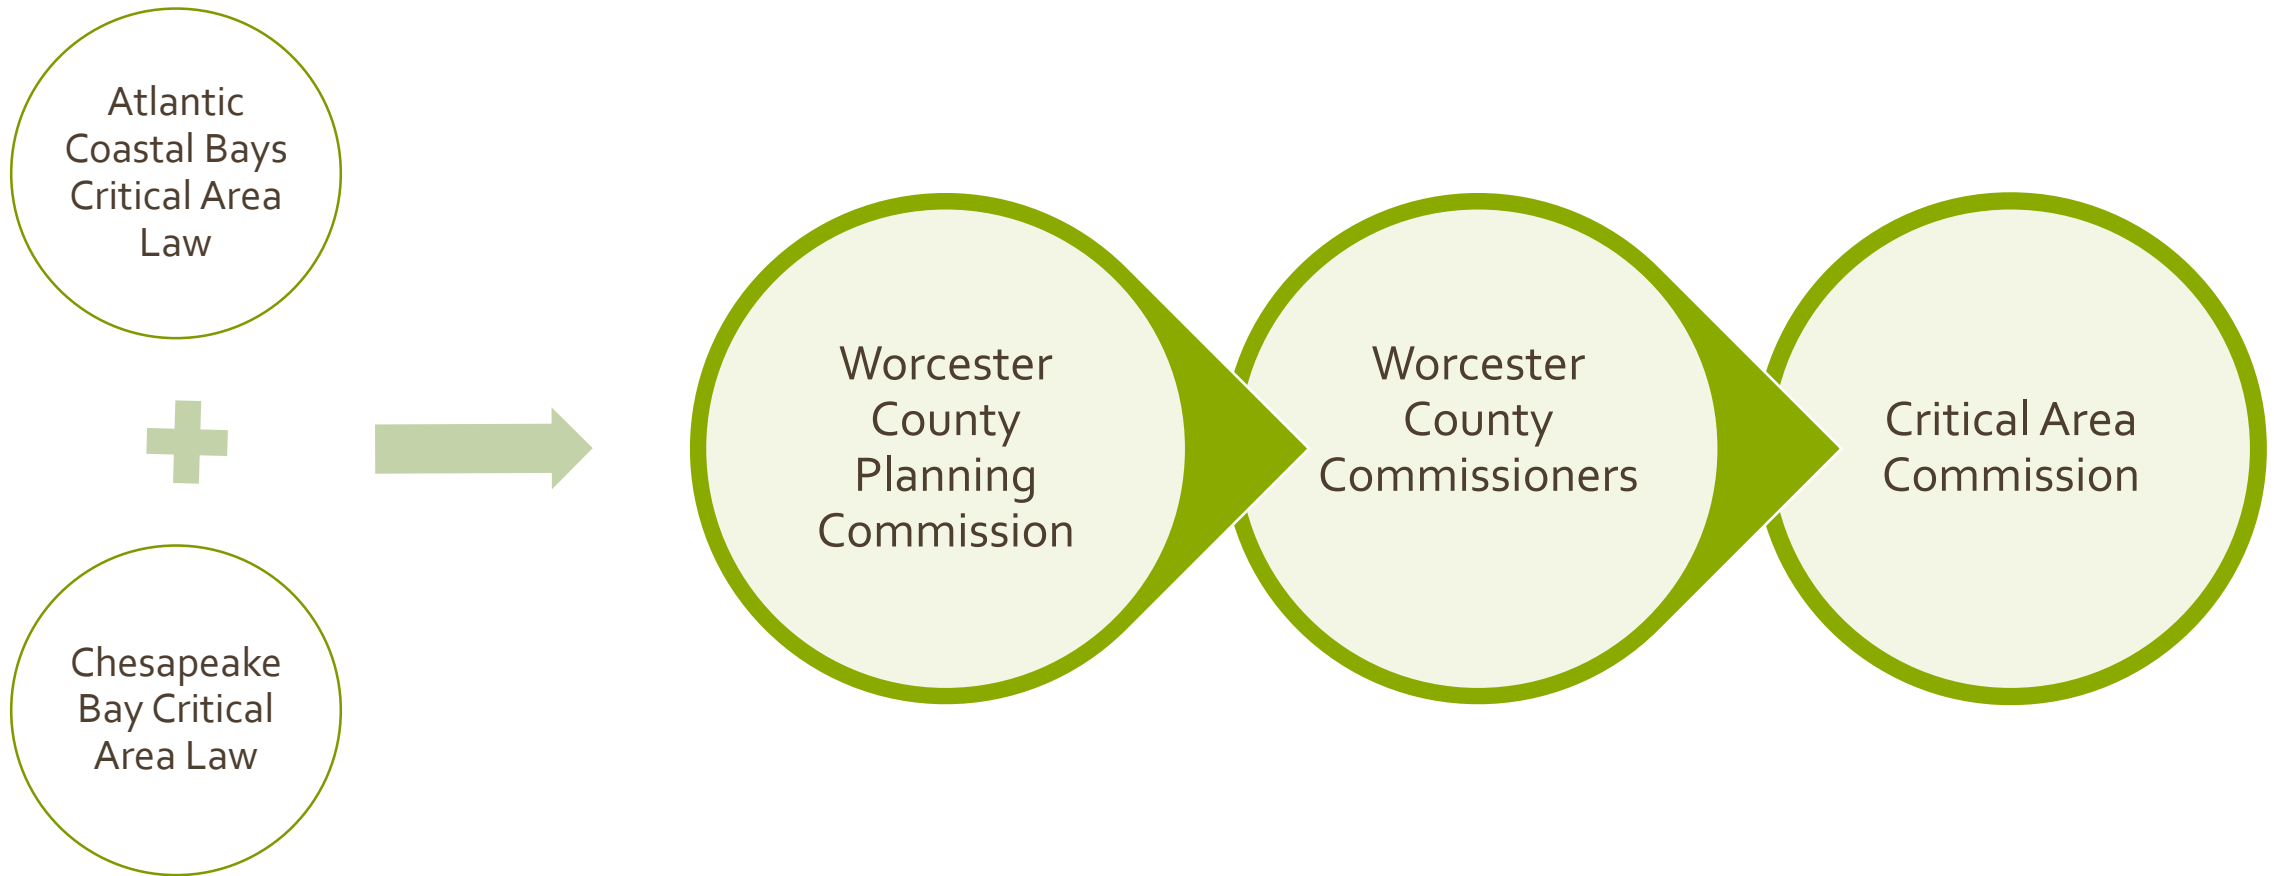 Atlantic
Coastal Bays
Critical Area
Law
Chesapeake
Bay Critical
Area Law
Worcester
County
Planning
Commission
Worcester
County
Commissioners
Critical Area
Commission